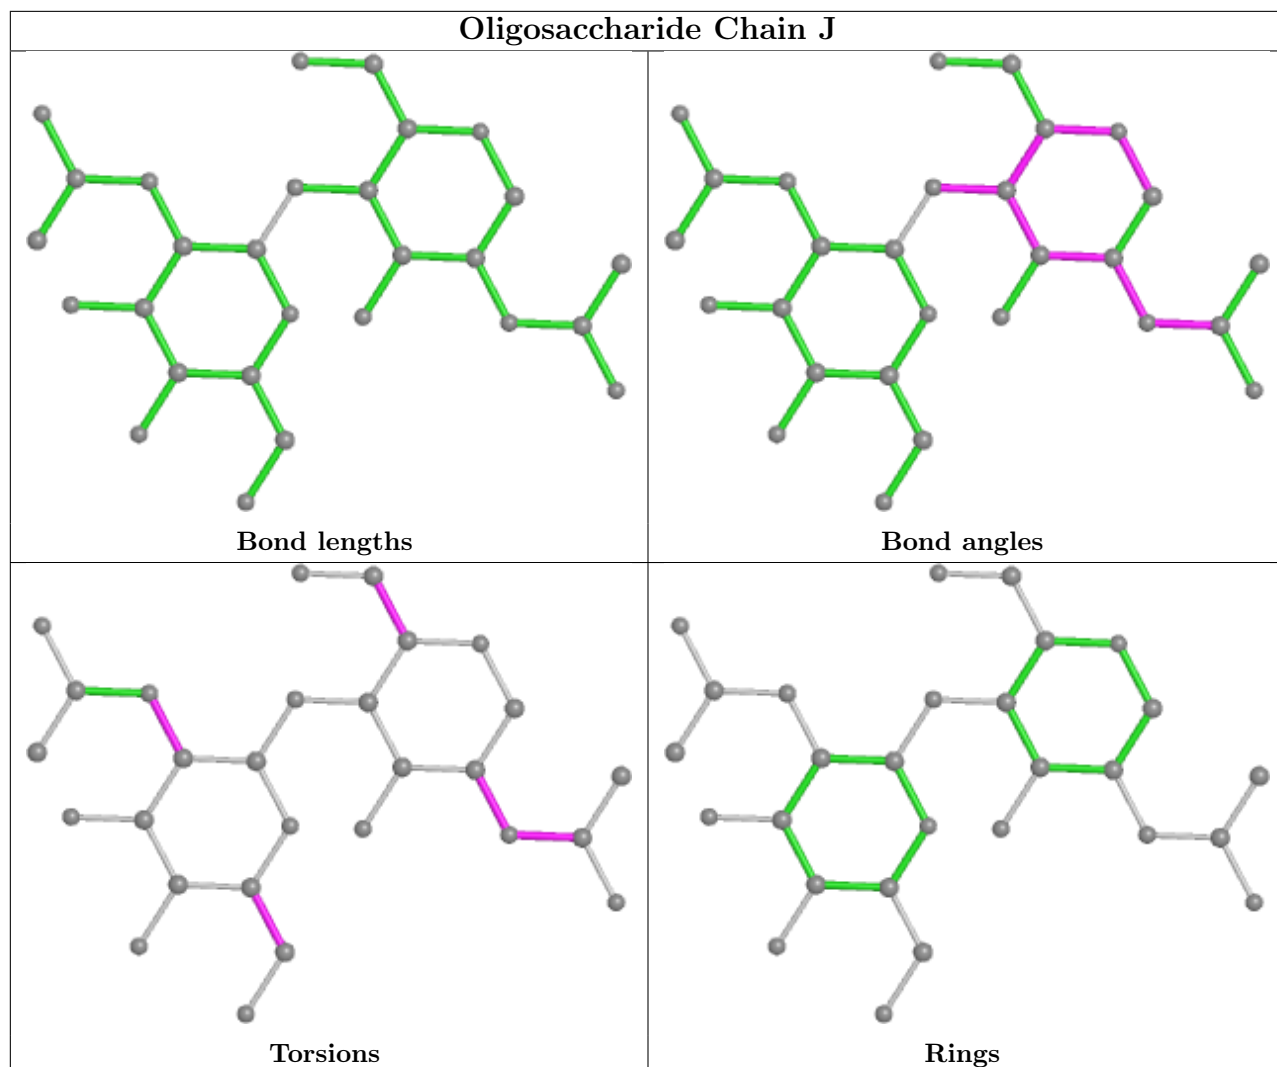 Oligosaccharide Chain J
Bond lengths
Bond angles
Torsions
Rings